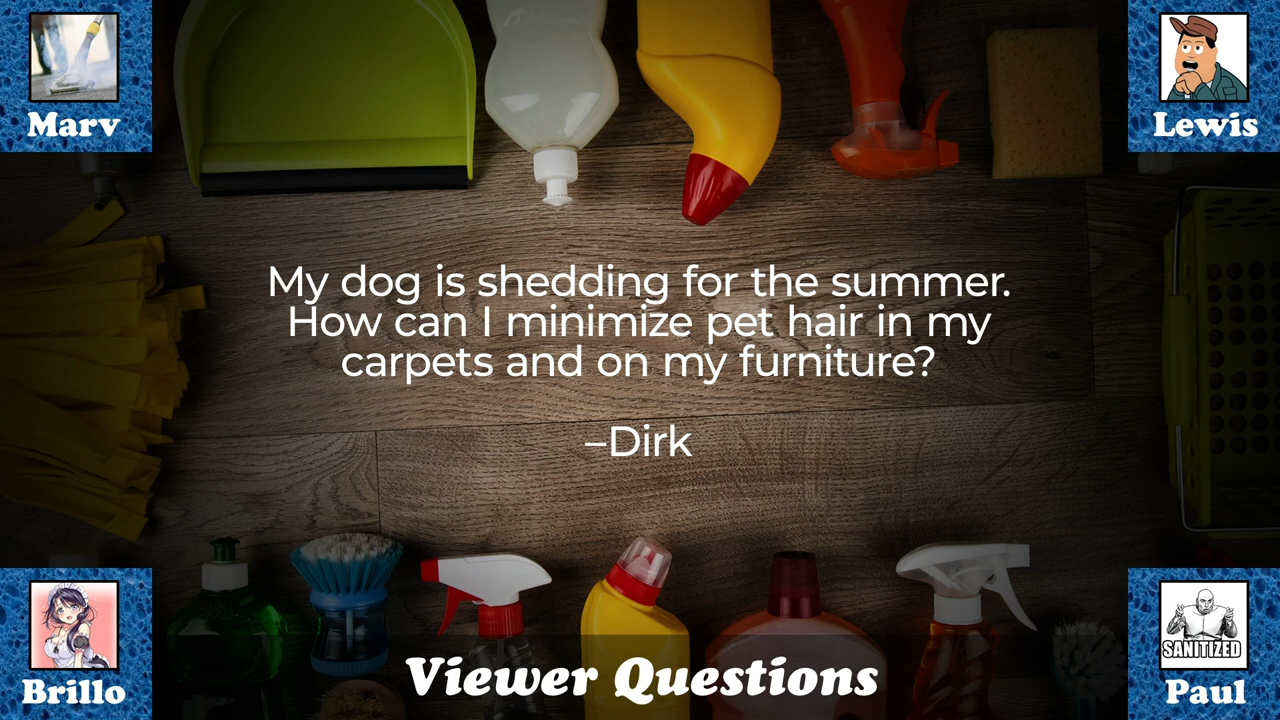 Marv
Lewis
My dog is shedding for the summer.
How can I minimize pet hair in my
carpets and on my furniture?
–Dirk
SANITIZED
Brillo
Viewer Questions
Paul